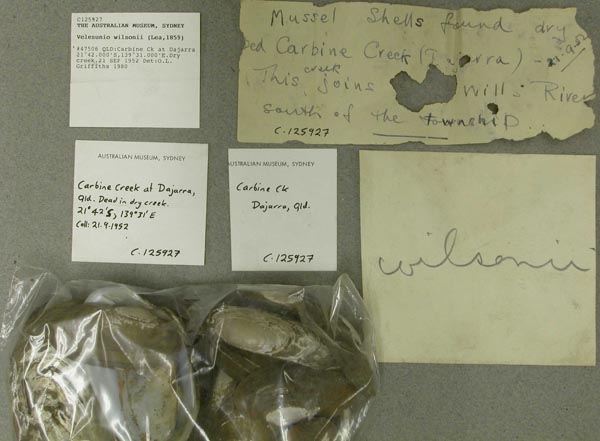 C125927
THE AUSTRALIAN MUSEUM, SYDNEY
Velesunio wilsonii (Lea,1859)
*#47506 QLD:Carbine Ck at Dajarra
21°42.000'S,139°31.000'E.Dry
creek,21 SEP 1952 Det:O.L.
Griffiths 1980
Mussel Shells found dry
bed Carbine Creek (Dajarra) -
This creek joins Wills River
south of the township.
C.125927
AUSTRALIAN MUSEUM, SYDNEY
Carbine Creek at Dajarra,
Qld. Dead in dry creek.
21°42'S, 139°31'E
Coll: 21.9.1952
C.125927
AUSTRALIAN MUSEUM, SYDNEY
Carbine Ck
Dajarra, Qld.
C.125927
wilsonii